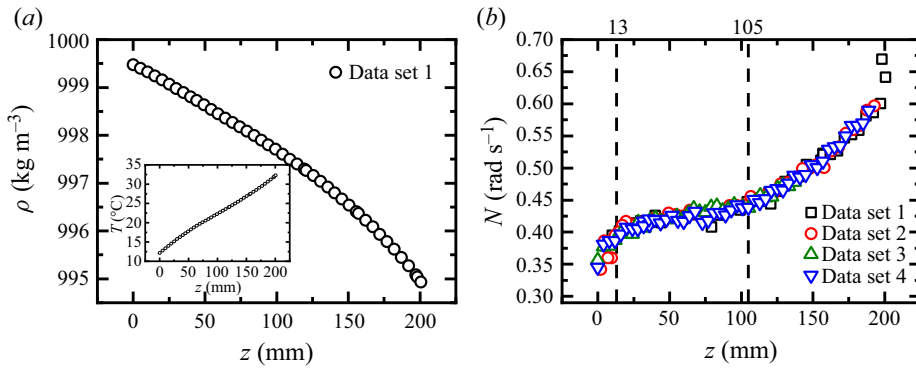 (a)
1000
999
998
997
996
995
ρ (kg m⁻³)
Data set 1
35
30
25
20
15
10
T(°C)
0 50 100 150 200
z (mm)
0 50 100 150 200
z (mm)
(b)
13 105
0.70
0.65
0.60
0.55
0.50
0.45
0.40
0.35
0.30
N (rad s⁻¹)
Data set 1
Data set 2
Data set 3
Data set 4
0 50 100 150 200
z (mm)